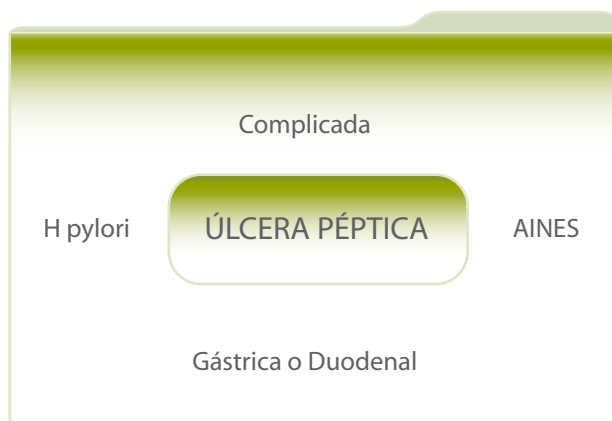 Complicada
H pylori
ÚLCERA PÉPTICA
AINES
Gástrica o Duodenal